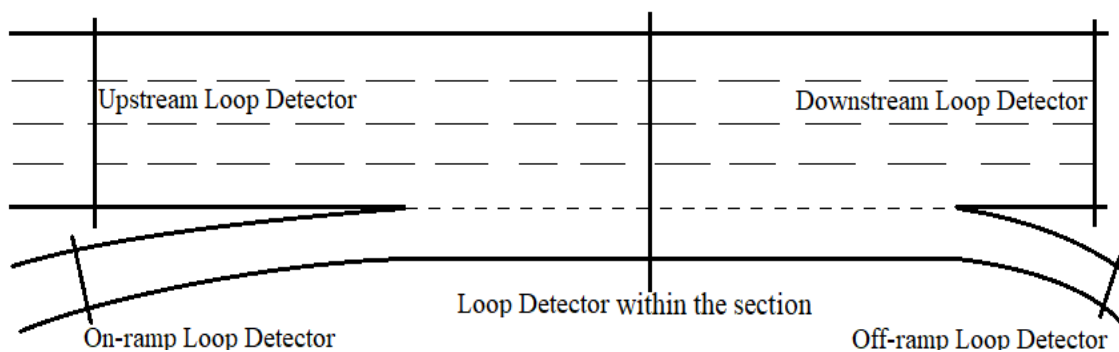 Upstream Loop Detector
Downstream Loop Detector
Loop Detector within the section
On-ramp Loop Detector
Off-ramp Loop Detector